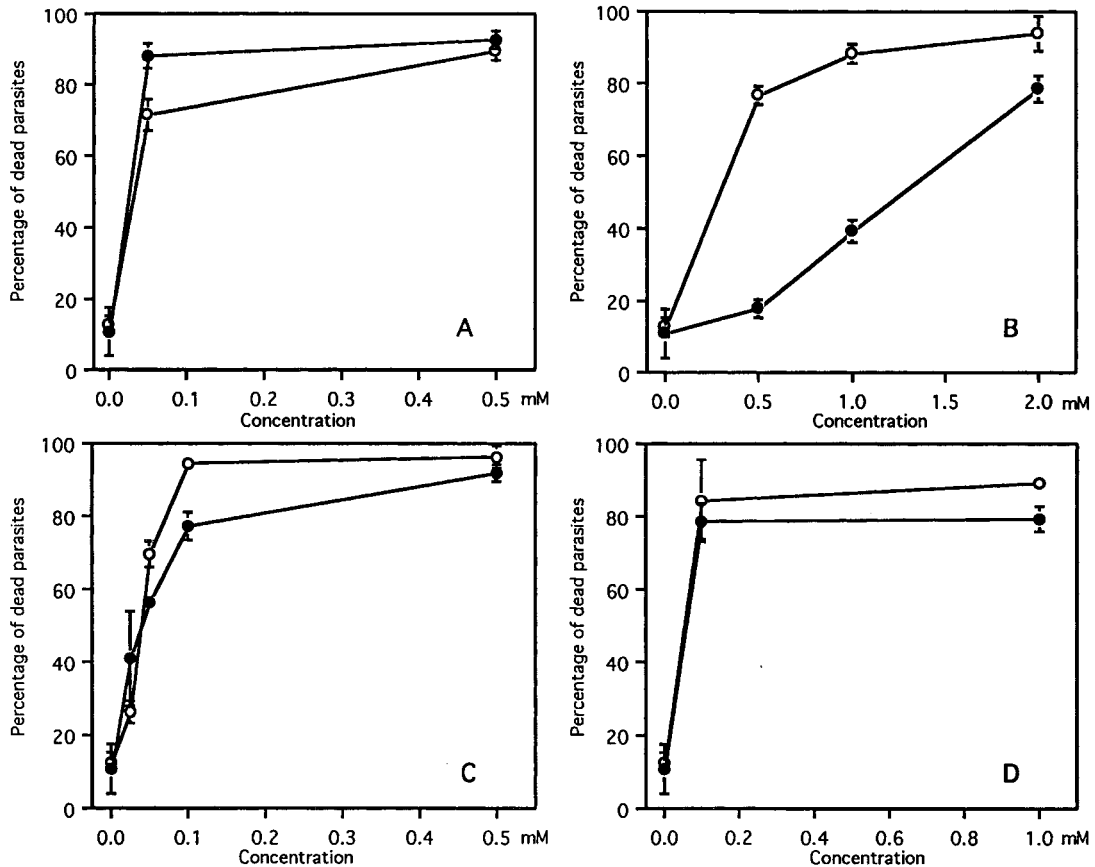 Percentage of dead parasites
100
80
60
40
20
0
A
0.0 0.1 0.2 0.3 0.4 0.5 mM
Concentration
Percentage of dead parasites
100
80
60
40
20
0
B
0.0 0.5 1.0 1.5 2.0 mM
Concentration
Percentage of dead parasites
100
80
60
40
20
0
C
0.0 0.1 0.2 0.3 0.4 0.5 mM
Concentration
Percentage of dead parasites
100
80
60
40
20
0
D
0.0 0.2 0.4 0.6 0.8 1.0 mM
Concentration